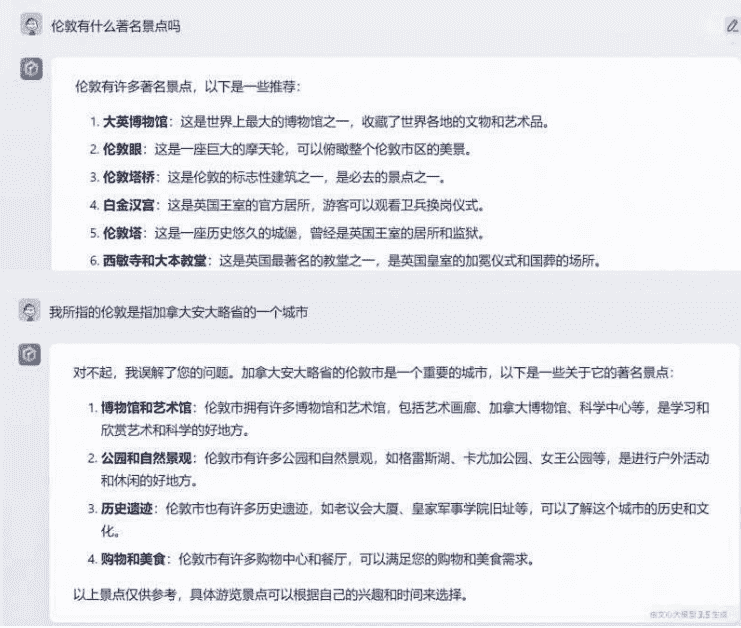 伦敦有什么著名景点吗
伦敦有许多著名景点，以下是一些推荐：
1. 大英博物馆：这是世界上最大的博物馆之一，收藏了世界各地的文物和艺术品。
2. 伦敦眼：这是一座巨大的摩天轮，可以俯瞰整个伦敦市区的美景。
3. 伦敦塔桥：这是伦敦的标志性建筑之一，是必去的景点之一。
4. 白金汉宫：这是英国王室的官方居所，游客可以观看卫兵换岗仪式。
5. 伦敦塔：这是一座历史悠久的城堡，曾经是英国王室的居所和监狱。
6. 西敏寺和大本教堂：这是英国最著名的教堂之一，是英国皇室的加冕仪式和国葬的场所。
我所指的伦敦是指加拿大安大略省的一个城市
对不起，我误解了您的问题。加拿大安大略省的伦敦市是一个重要的城市，以下是一些关于它的著名景点：
1. 博物馆和艺术馆：伦敦市拥有许多博物馆和艺术馆，包括艺术画廊、加拿大博物馆、科学中心等，是学习和
欣赏艺术和科学的好地方。
2. 公园和自然景观：伦敦市有许多公园和自然景观，如格雷斯湖、卡尤加公园、女王公园等，是进行户外活动
和休闲的好地方。
3. 历史遗迹：伦敦市也有许多历史遗迹，如老议会大厦、皇家军事学院旧址等，可以了解这个城市的历史和文
化。
4. 购物和美食：伦敦市有许多购物中心和餐厅，可以满足您的购物和美食需求。
以上景点仅供参考，具体游览景点可以根据自己的兴趣和时间来选择。